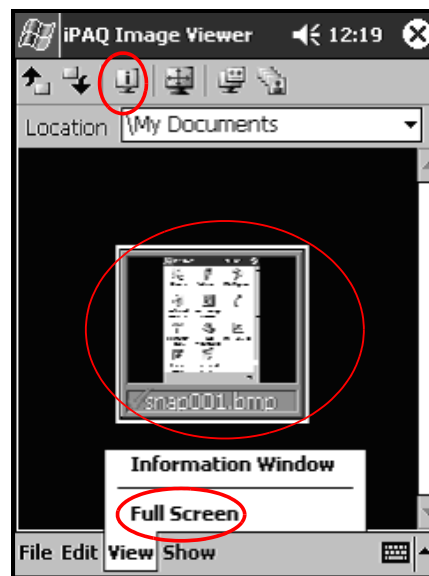 iPAQ Image Viewer 12:19
Location \My Documents
snap001.bmp
Information Window
Full Screen
File Edit View Show